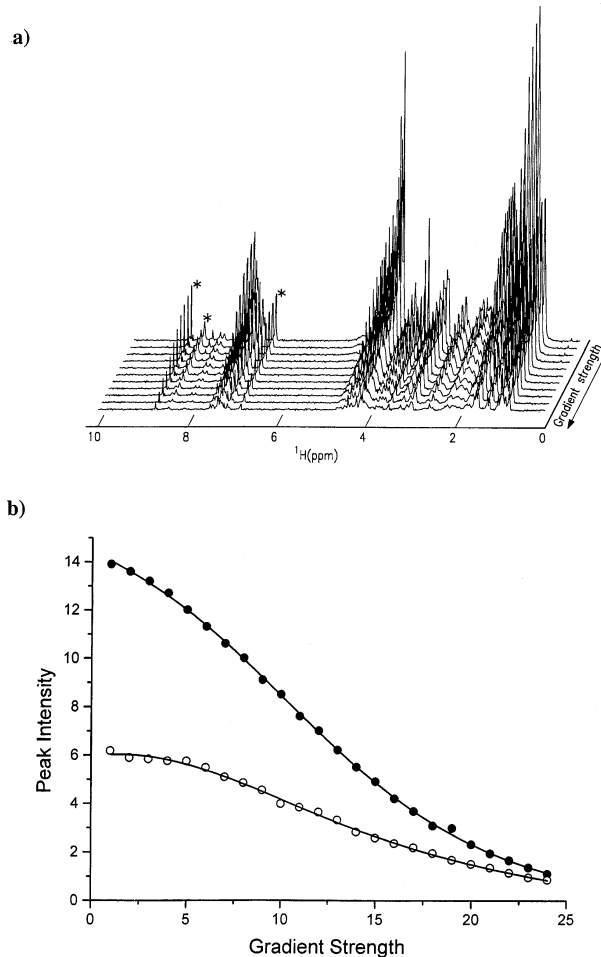 a)
*
*
*
Gradient strength
10 8 6 4 2 0
¹H(ppm)
b)
14
12
10
8
6
4
2
0
Peak Intensity
0 5 10 15 20 25
Gradient Strength